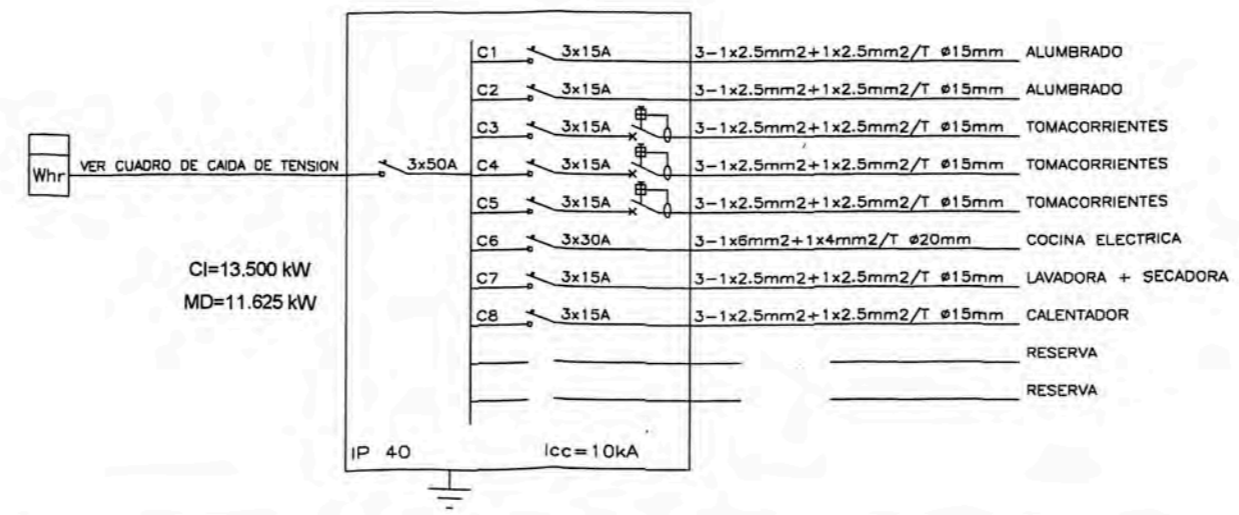 C1 3x15A 3-1x2.5mm2+1x2.5mm2/T ø15mm ALUMBRADO
C2 3x15A 3-1x2.5mm2+1x2.5mm2/T ø15mm ALUMBRADO
C3 3x15A 3-1x2.5mm2+1x2.5mm2/T ø15mm TOMACORRIENTES
Whr VER CUADRO DE CAIDA DE TENSION 3x50A C4 3x15A 3-1x2.5mm2+1x2.5mm2/T ø15mm TOMACORRIENTES
C5 3x15A 3-1x2.5mm2+1x2.5mm2/T ø15mm TOMACORRIENTES
C6 3x30A 3-1x6mm2+1x4mm2/T ø20mm COCINA ELECTRICA
CI=13.500 kW
C7 3x15A 3-1x2.5mm2+1x2.5mm2/T ø15mm LAVADORA + SECADORA
MD=11.625 kW
C8 3x15A 3-1x2.5mm2+1x2.5mm2/T ø15mm CALENTADOR
RESERVA
RESERVA
IP 40 Icc=10kA